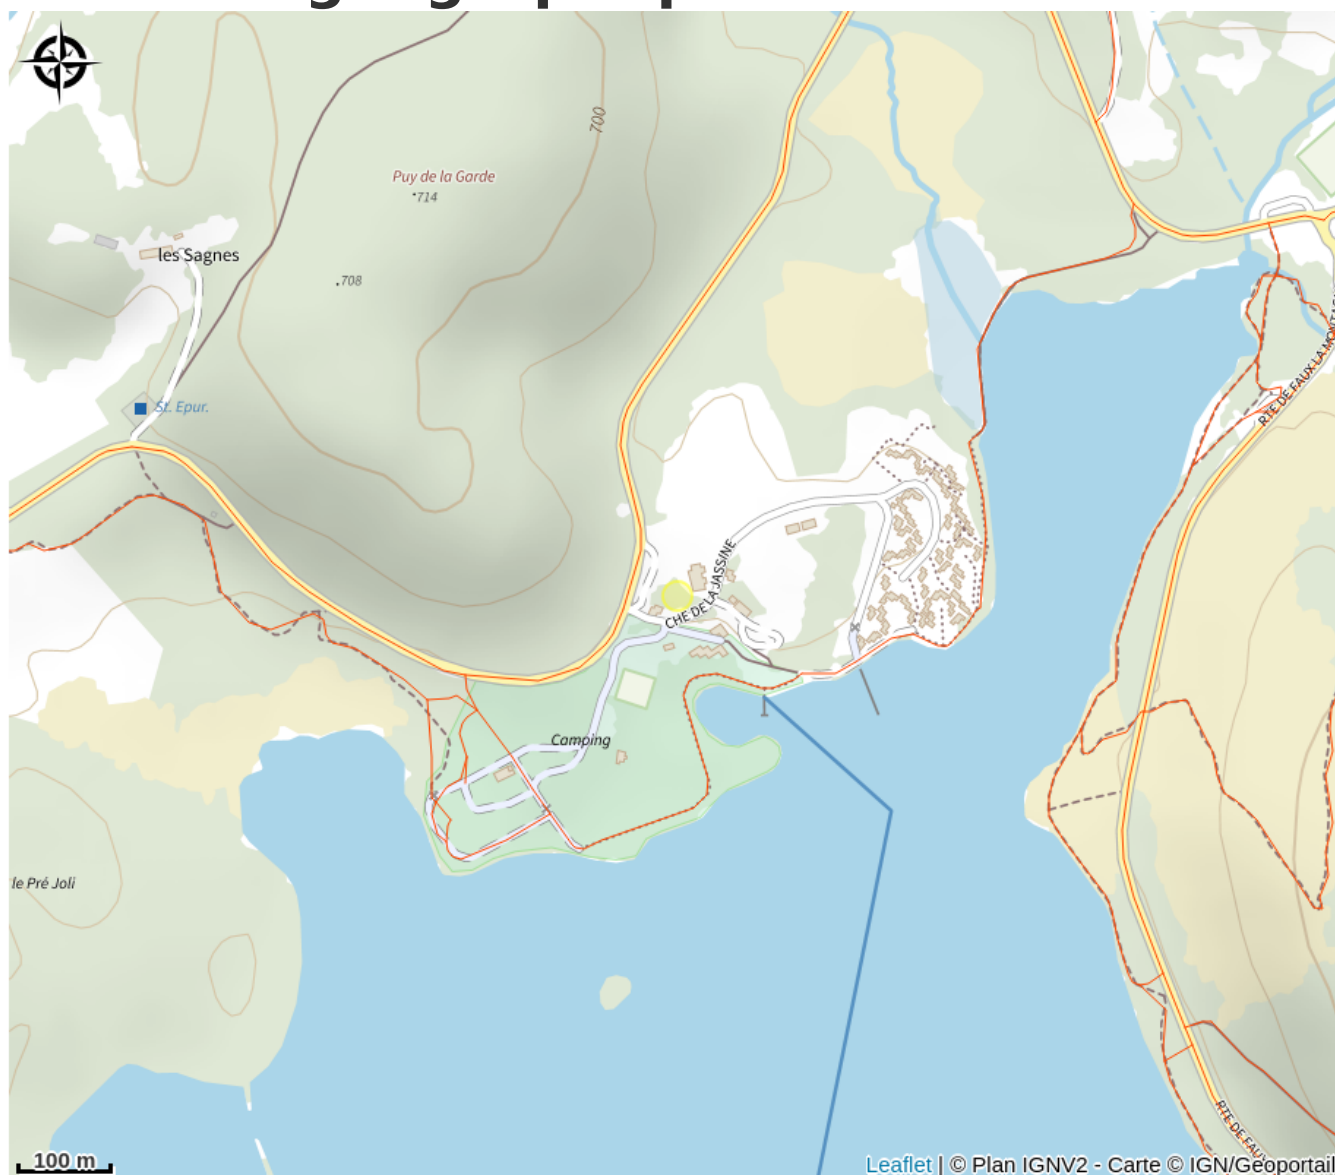 700
Puy de la Garde
714
les Sagnes
708
St. Epur.
RTE DE FAUX LA MONTAG
CHE DE LA JASSINE
Camping
le Pré Joli
RTE DE FAUX
100 m
Leaflet | © Plan IGNV2 - Carte © IGN/Geoportail